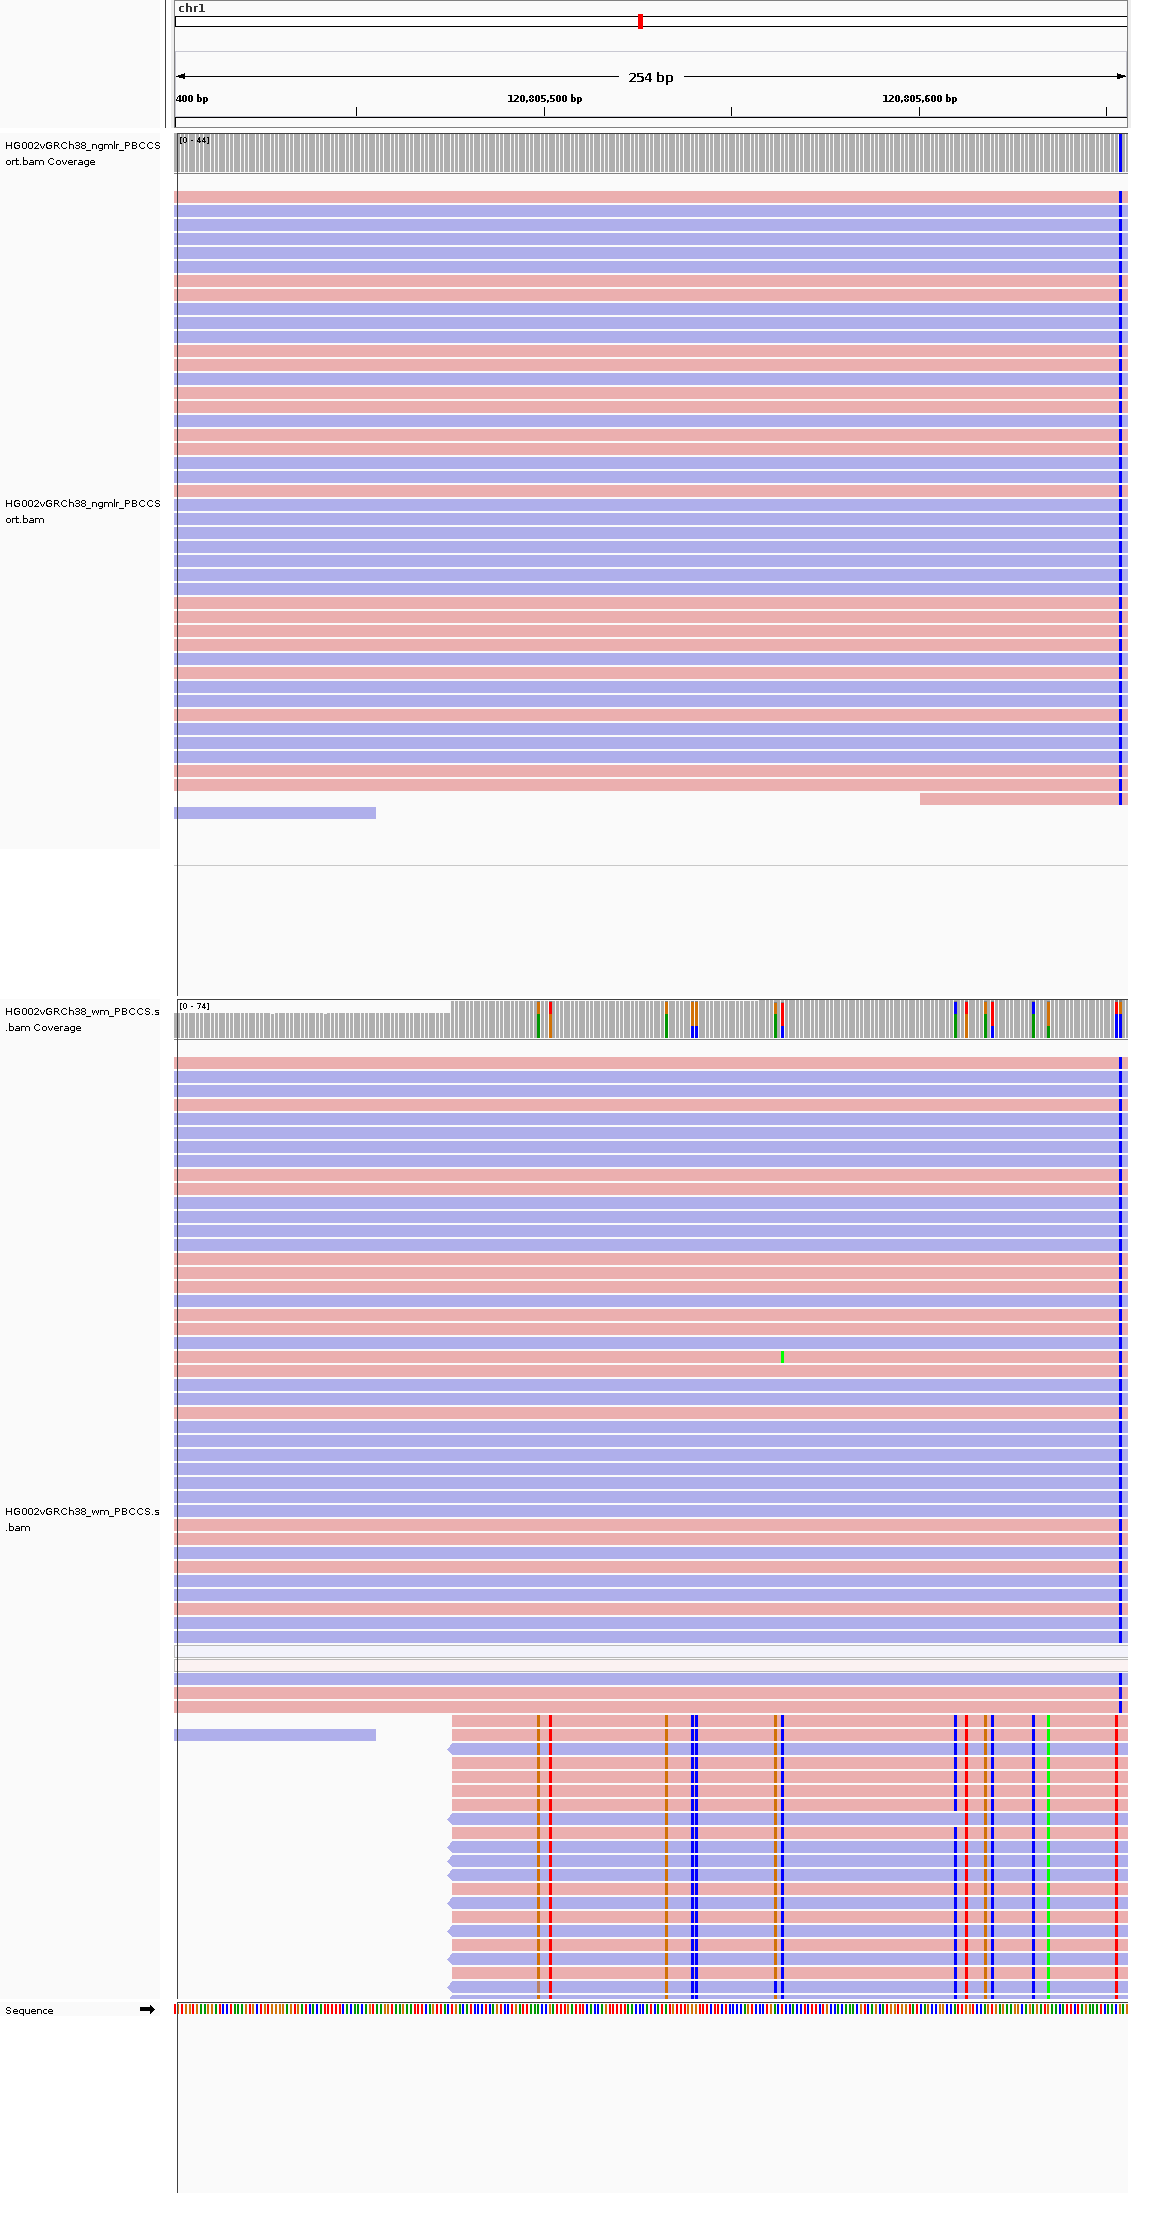 chr1
254 bp
400 bp 120,805,500 bp 120,805,600 bp
[0 - 44]
HG002vGRCh38_ngmlr_PBCCS
ort.bam Coverage
HG002vGRCh38_ngmlr_PBCCS
ort.bam
[0 - 74]
HG002vGRCh38_wm_PBCCS.s
.bam Coverage
HG002vGRCh38_wm_PBCCS.s
.bam
Sequence